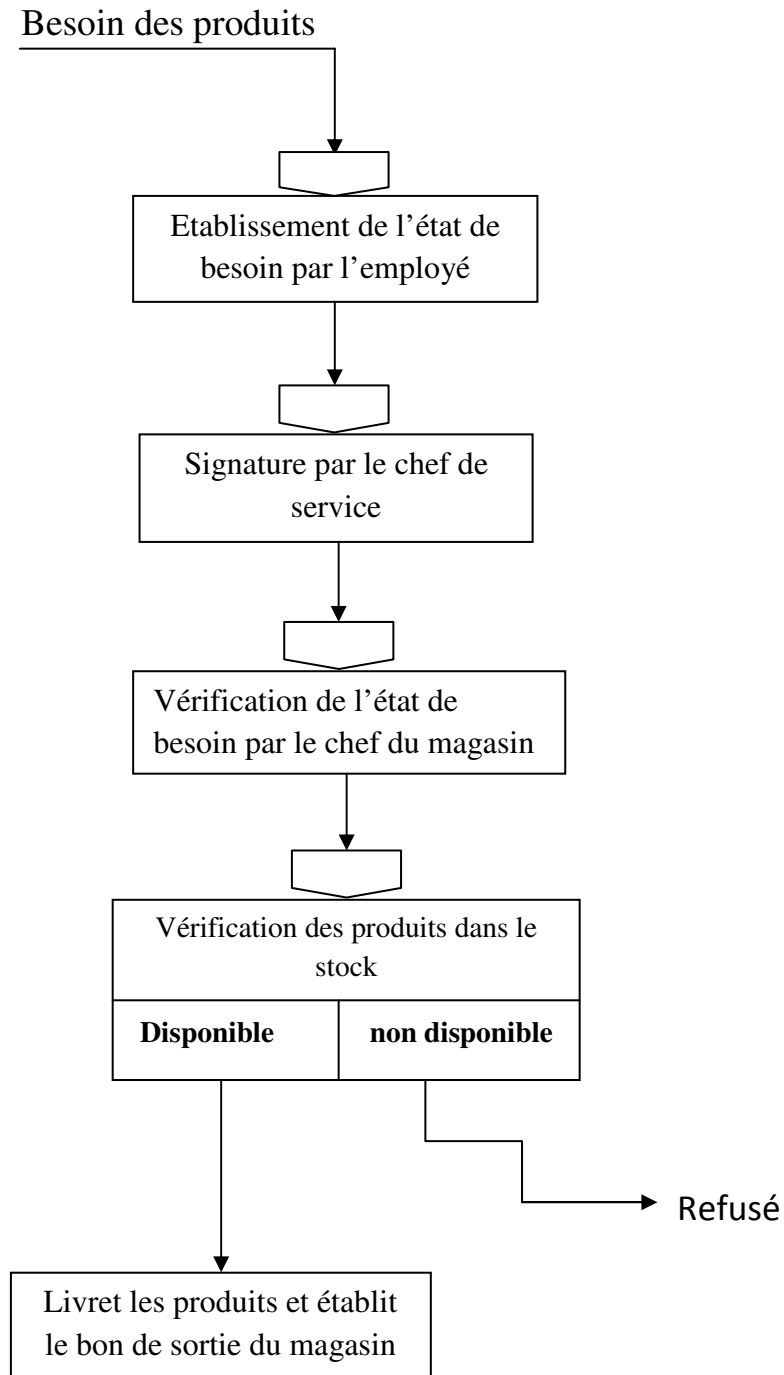 Besoin des produits
Etablissement de l’état de
besoin par l’employé
Signature par le chef de
service
Vérification de l’état de
besoin par le chef du magasin
Vérification des produits dans le
stock
Disponible
non disponible
Refusé
Livret les produits et établit
le bon de sortie du magasin